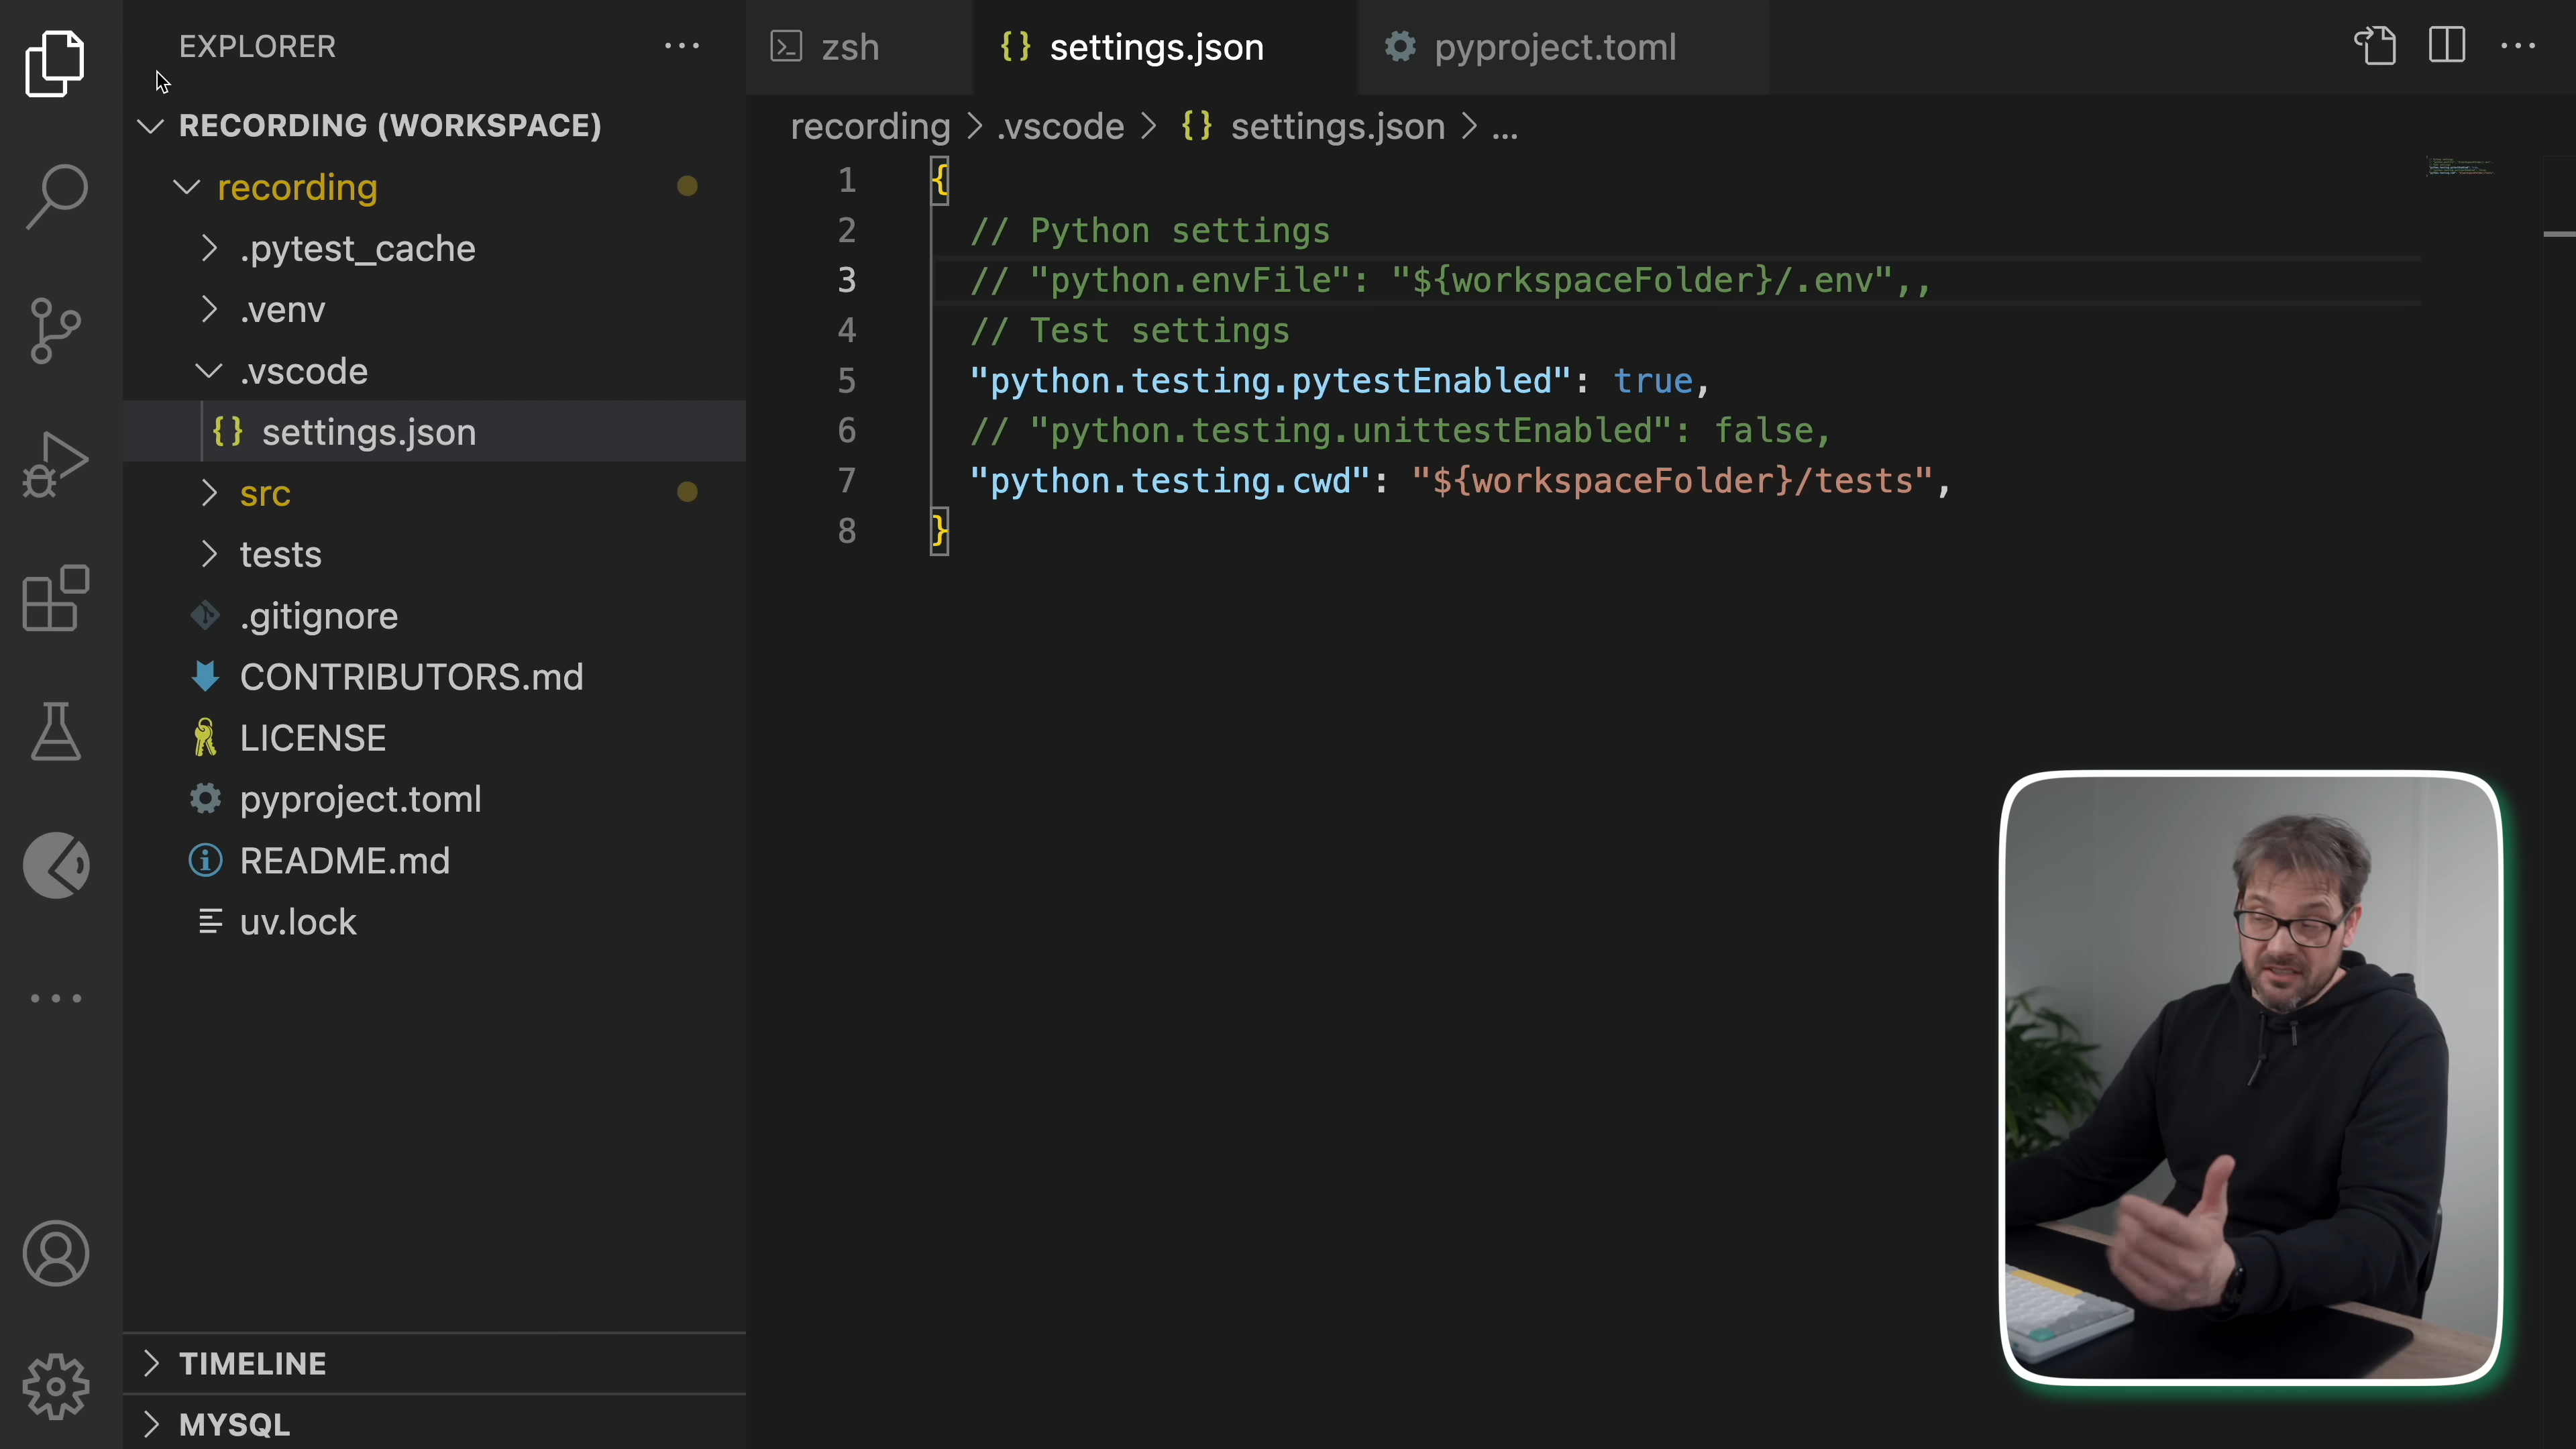 EXPLORER
RECORDING (WORKSPACE)
recording
.pytest_cache
.venv
.vscode
settings.json
src
tests
.gitignore
CONTRIBUTORS.md
LICENSE
pyproject.toml
README.md
uv.lock
TIMELINE
MYSQL
zsh
settings.json
pyproject.toml
recording > .vscode > {} settings.json > ...
1 {
2 // Python settings
3 // "python.envFile": "${workspaceFolder}/.env",,
4 // Test settings
5 "python.testing.pytestEnabled": true,
6 // "python.testing.unittestEnabled": false,
7 "python.testing.cwd": "${workspaceFolder}/tests",
8 }